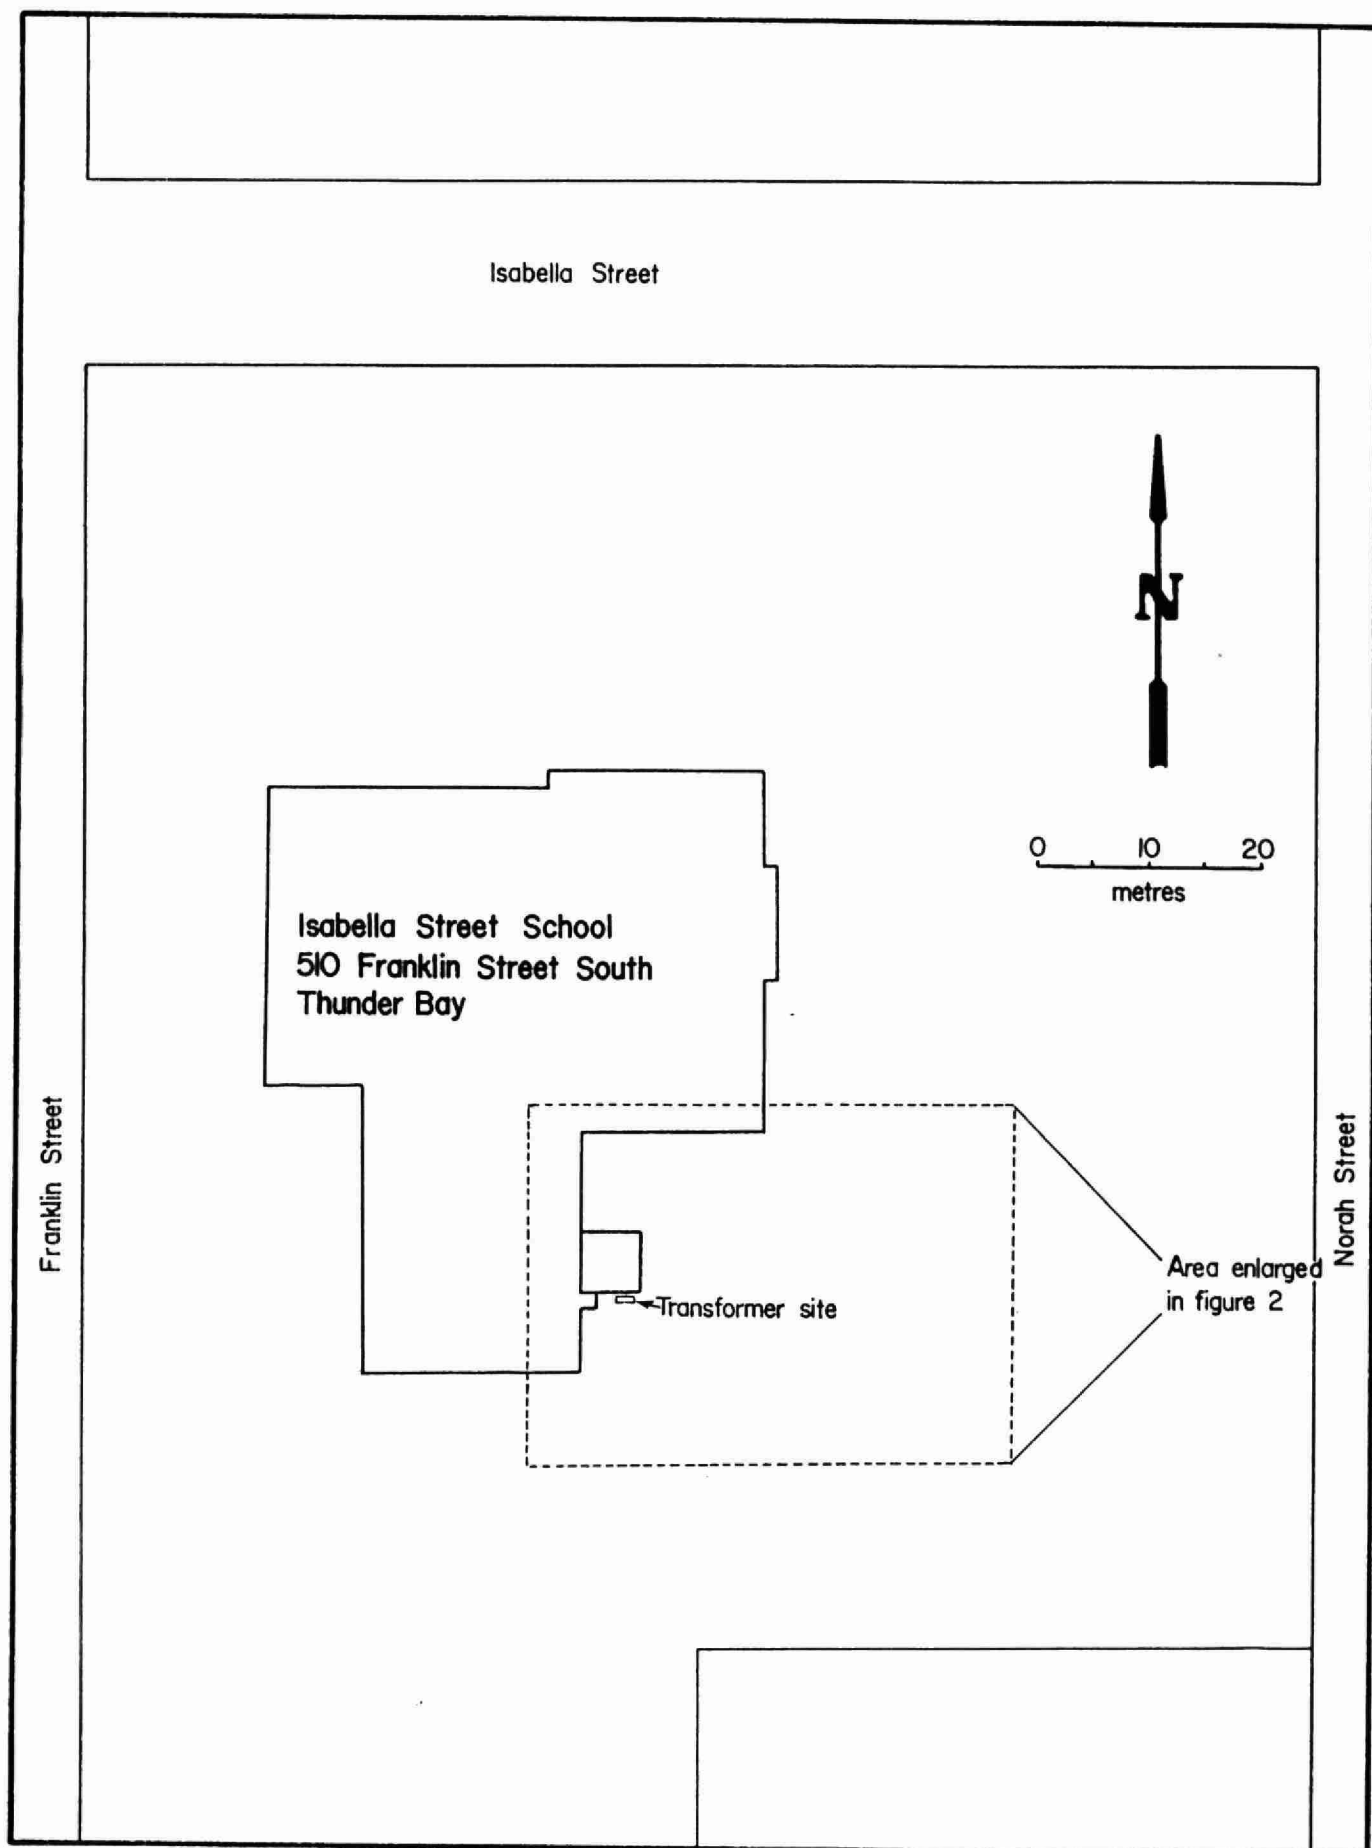 Isabella Street
N
0 10 20
metres
Isabella Street School
510 Franklin Street South
Thunder Bay
Franklin Street
Norah Street
Area enlarged
in figure 2
Transformer site